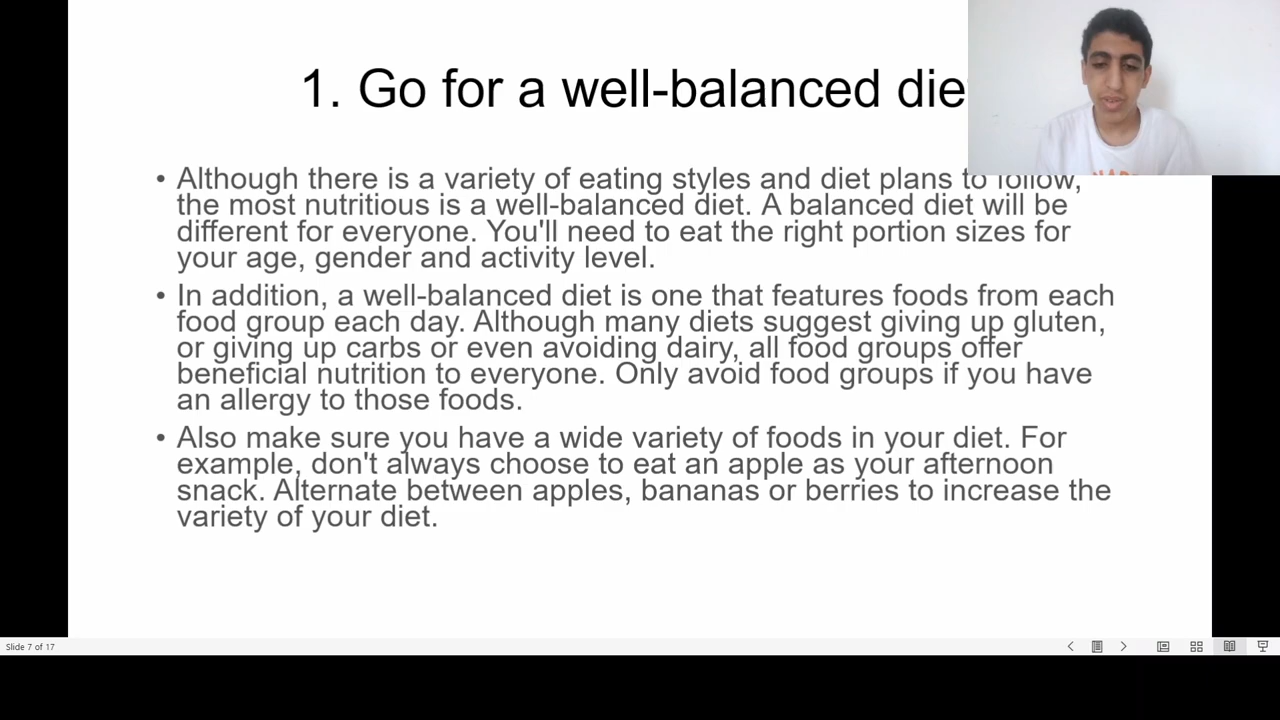 1. Go for a well-balanced die
• Although there is a variety of eating styles and diet plans to follow,
the most nutritious is a well-balanced diet. A balanced diet will be
different for everyone. You'll need to eat the right portion sizes for
your age, gender and activity level.
• In addition, a well-balanced diet is one that features foods from each
food group each day. Although many diets suggest giving up gluten,
or giving up carbs or even avoiding dairy, all food groups offer
beneficial nutrition to everyone. Only avoid food groups if you have
an allergy to those foods.
• Also make sure you have a wide variety of foods in your diet. For
example, don't always choose to eat an apple as your afternoon
snack. Alternate between apples, bananas or berries to increase the
variety of your diet.
Slide 7 of 17